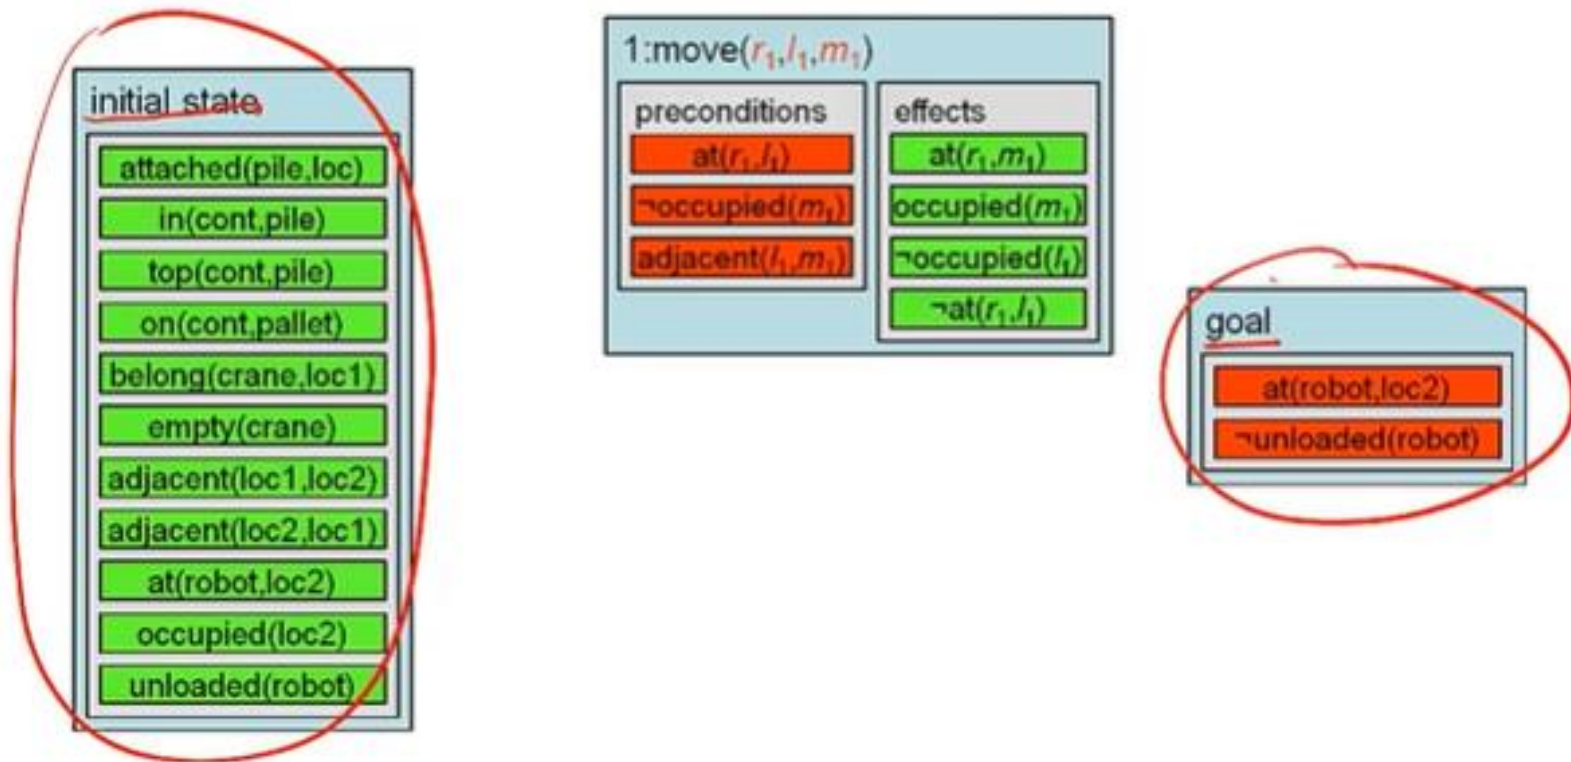 initial state
attached(pile,loc)
in(cont,pile)
top(cont,pile)
on(cont,pallet)
belong(crane,loc1)
empty(crane)
adjacent(loc1,loc2)
adjacent(loc2,loc1)
at(robot,loc2)
occupied(loc2)
unloaded(robot)
1:move(r₁,l₁,m₁)
preconditions
at(r₁,l₁)
¬occupied(m₁)
adjacent(l₁,m₁)
effects
at(r₁,m₁)
occupied(m₁)
¬occupied(l₁)
¬at(r₁,l₁)
goal
at(robot,loc2)
¬unloaded(robot)